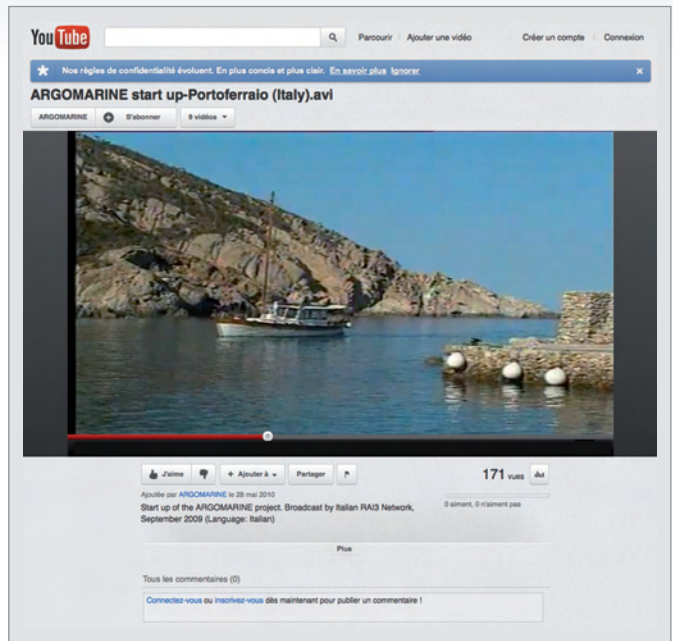 YouTube Parcourir Ajouter une vidéo Créer un compte Connexion
Nos règles de confidentialité évoluent. En plus concis et plus clair. En savoir plus Ignorer
ARGOMARINE start up-Portoferraio (Italy).avi
ARGOMARINE S'abonner 9 vidéos
J'aime + Ajouter à Partager 171 vues
Ajoutée par ARGOMARINE le 28 mai 2010
0 aiment, 0 n'aiment pas
Start up of the ARGOMARINE project. Broadcast by Italian RAI3 Network,
September 2009 (Language: Italian)
Plus
Tous les commentaires (0)
Connectez-vous ou inscrivez-vous dès maintenant pour publier un commentaire !